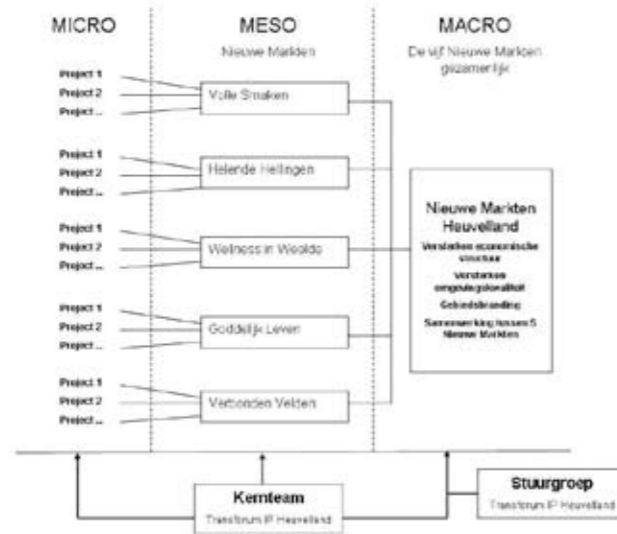 MICRO
MESO
MACRO
Nieuwe Markten
De vijf Nieuwe Markten
gezamenlijk
Project 1
Project 2
Project ...
Volle Smaken
Project 1
Project 2
Project ...
Helende Hellingen
Project 1
Project 2
Project ...
Wellness in Weelde
Project 1
Project 2
Project ...
Goddelijk Leven
Project 1
Project 2
Project ...
Verbonden Velden
Nieuwe Markten
Heuvelland
Versterken economische
structuur
Versterken
omgevingskwaliteit
Gebiedsbranding
Samenwerking tussen 5
Nieuwe Markten
Kernteam
Transforum IP Heuvelland
Stuurgroep
Transforum IP Heuvelland